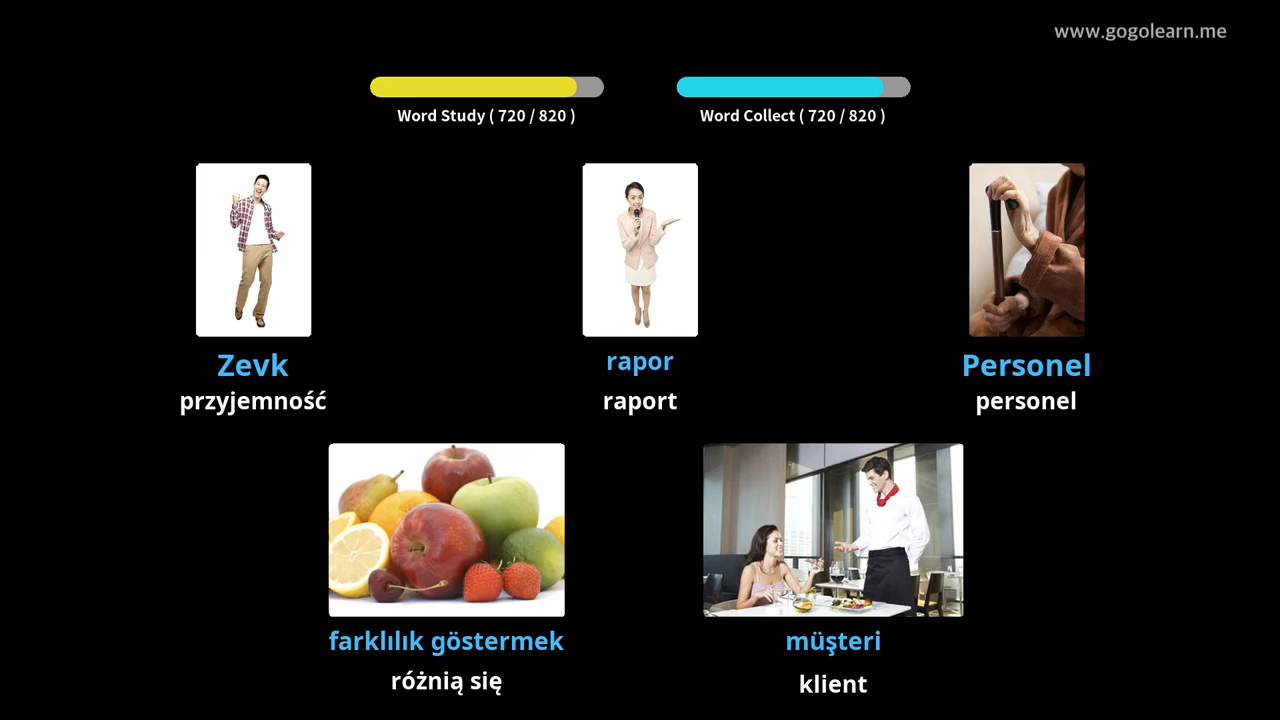 www.gogolearn.me
Word Study ( 720 / 820 )
Word Collect ( 720 / 820 )
Zevk
przyjemność
rapor
raport
Personel
personel
farklılık göstermek
różnią się
müşteri
klient